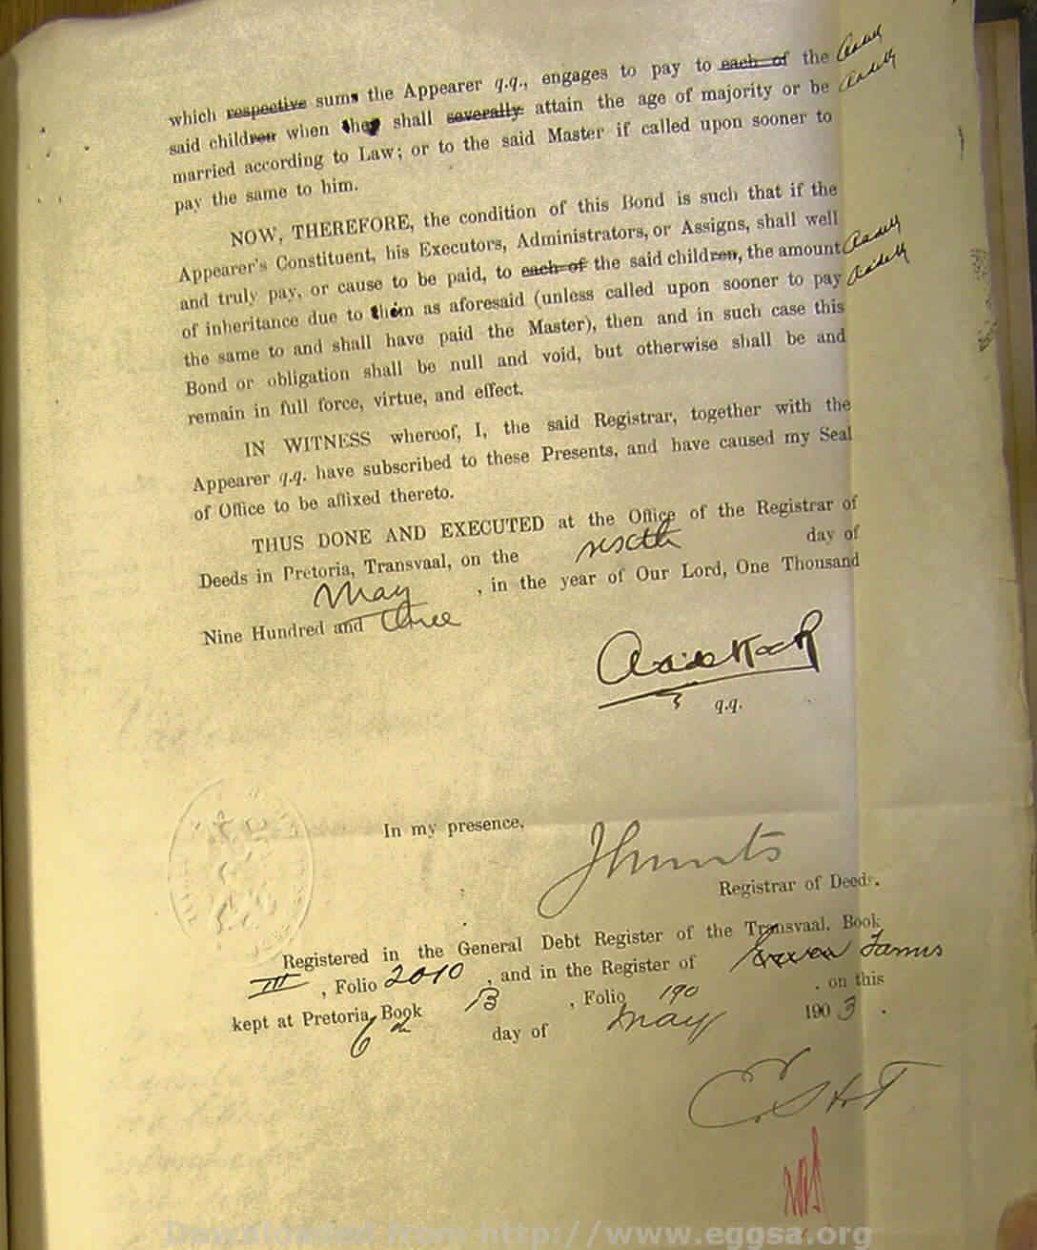 which respective sums the Appearer q.q., engages to pay to each of the
said children when they shall severally attain the age of majority or be
married according to Law; or to the said Master if called upon sooner to
pay the same to him.
NOW, THEREFORE, the condition of this Bond is such that if the
Appearer's Constituent, his Executors, Administrators, or Assigns, shall well
and truly pay, or cause to be paid, to each of the said children, the amount
of inheritance due to them as aforesaid (unless called upon sooner to pay
the same to and shall have paid the Master), then and in such case this
Bond or obligation shall be null and void, but otherwise shall be and
remain in full force, virtue, and effect.
IN WITNESS whereof, I, the said Registrar, together with the
Appearer q.q. have subscribed to these Presents, and have caused my Seal
of Office to be affixed thereto.
THUS DONE AND EXECUTED at the Office of the Registrar of
Deeds in Pretoria, Transvaal, on the sixth day of
May , in the year of Our Lord, One Thousand
Nine Hundred and three
q.q.
In my presence,
Registrar of Deeds.
Registered in the General Debt Register of the Transvaal. Book
III , Folio 2010 , and in the Register of Farms
kept at Pretoria, Book 13 , Folio 190 . on this
6 day of May 1903 .
Downloaded from http://www.eggsa.org